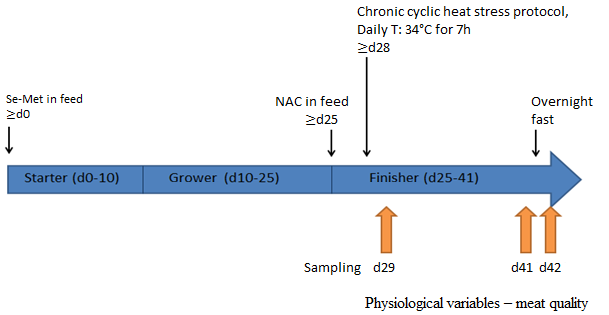 Chronic cyclic heat stress protocol,
Daily T: 34°C for 7h
≥d28
Se-Met in feed
≥d0
NAC in feed
≥d25
Overnight
fast
Starter (d0-10)
Grower (d10-25)
Finisher (d25-41)
Sampling
d29
d41
d42
Physiological variables – meat quality